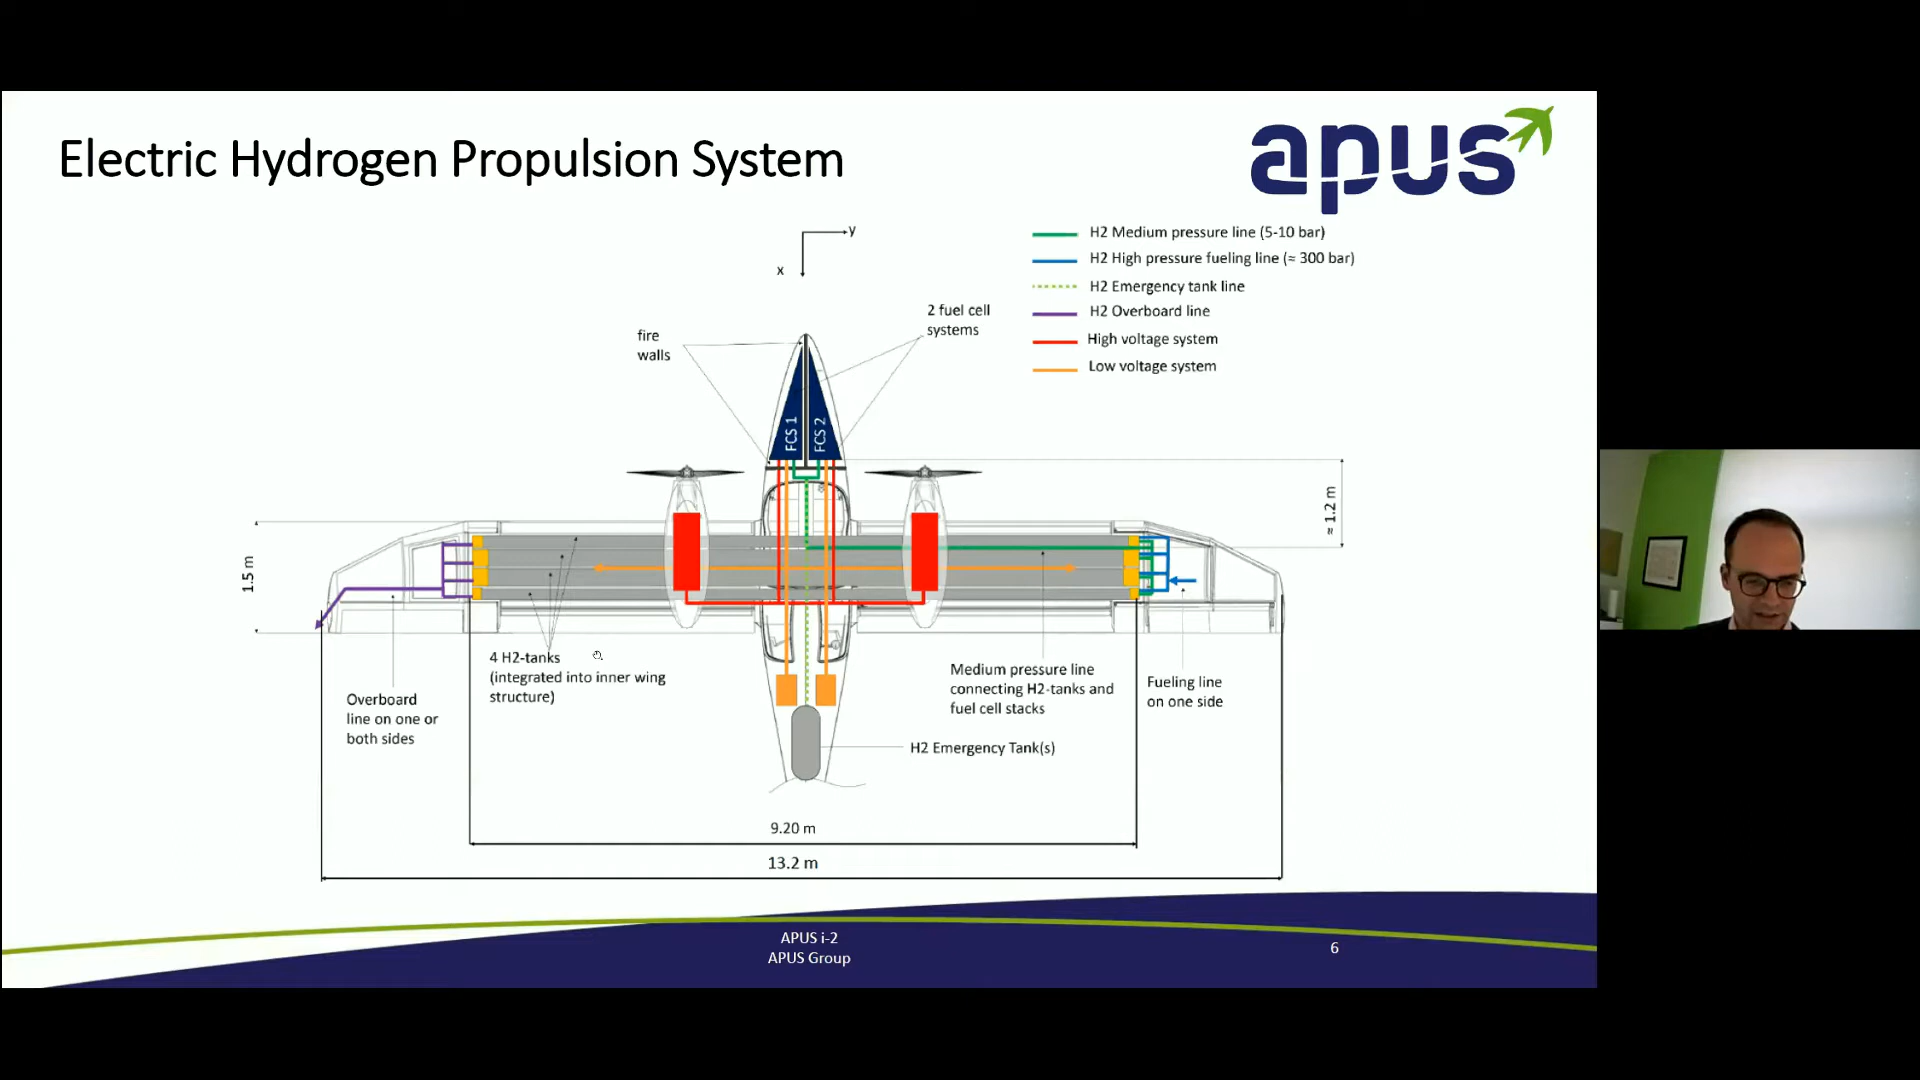 Electric Hydrogen Propulsion System
apus
y
x
H2 Medium pressure line (5-10 bar)
H2 High pressure fueling line (≈ 300 bar)
H2 Emergency tank line
H2 Overboard line
High voltage system
Low voltage system
fire
walls
2 fuel cell
systems
FCS 1
FCS 2
≈ 1.2 m
1.5 m
4 H2-tanks
(integrated into inner wing
structure)
Overboard
line on one or
both sides
Medium pressure line
connecting H2-tanks and
fuel cell stacks
Fueling line
on one side
H2 Emergency Tank(s)
9.20 m
13.2 m
APUS i-2
APUS Group
6